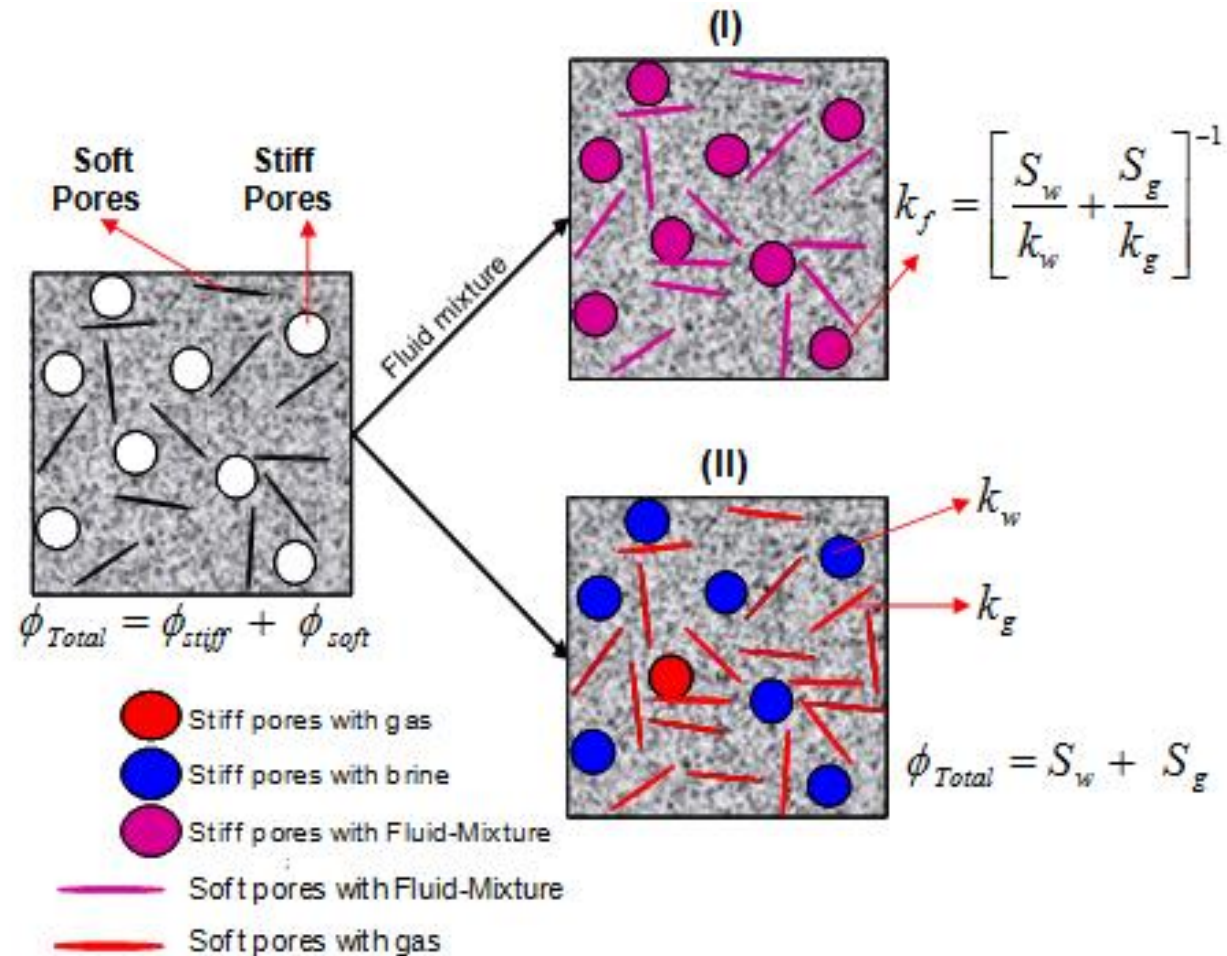 (I)
Soft
Pores
Stiff
Pores
Fluid mixture
k_f = [ S_w / k_w + S_g / k_g ]^{-1}
ϕ_Total = ϕ_stiff + ϕ_soft
(II)
k_w
k_g
ϕ_Total = S_w + S_g
Stiff pores with gas
Stiff pores with brine
Stiff pores with Fluid-Mixture
Soft pores with Fluid-Mixture
Soft pores with gas